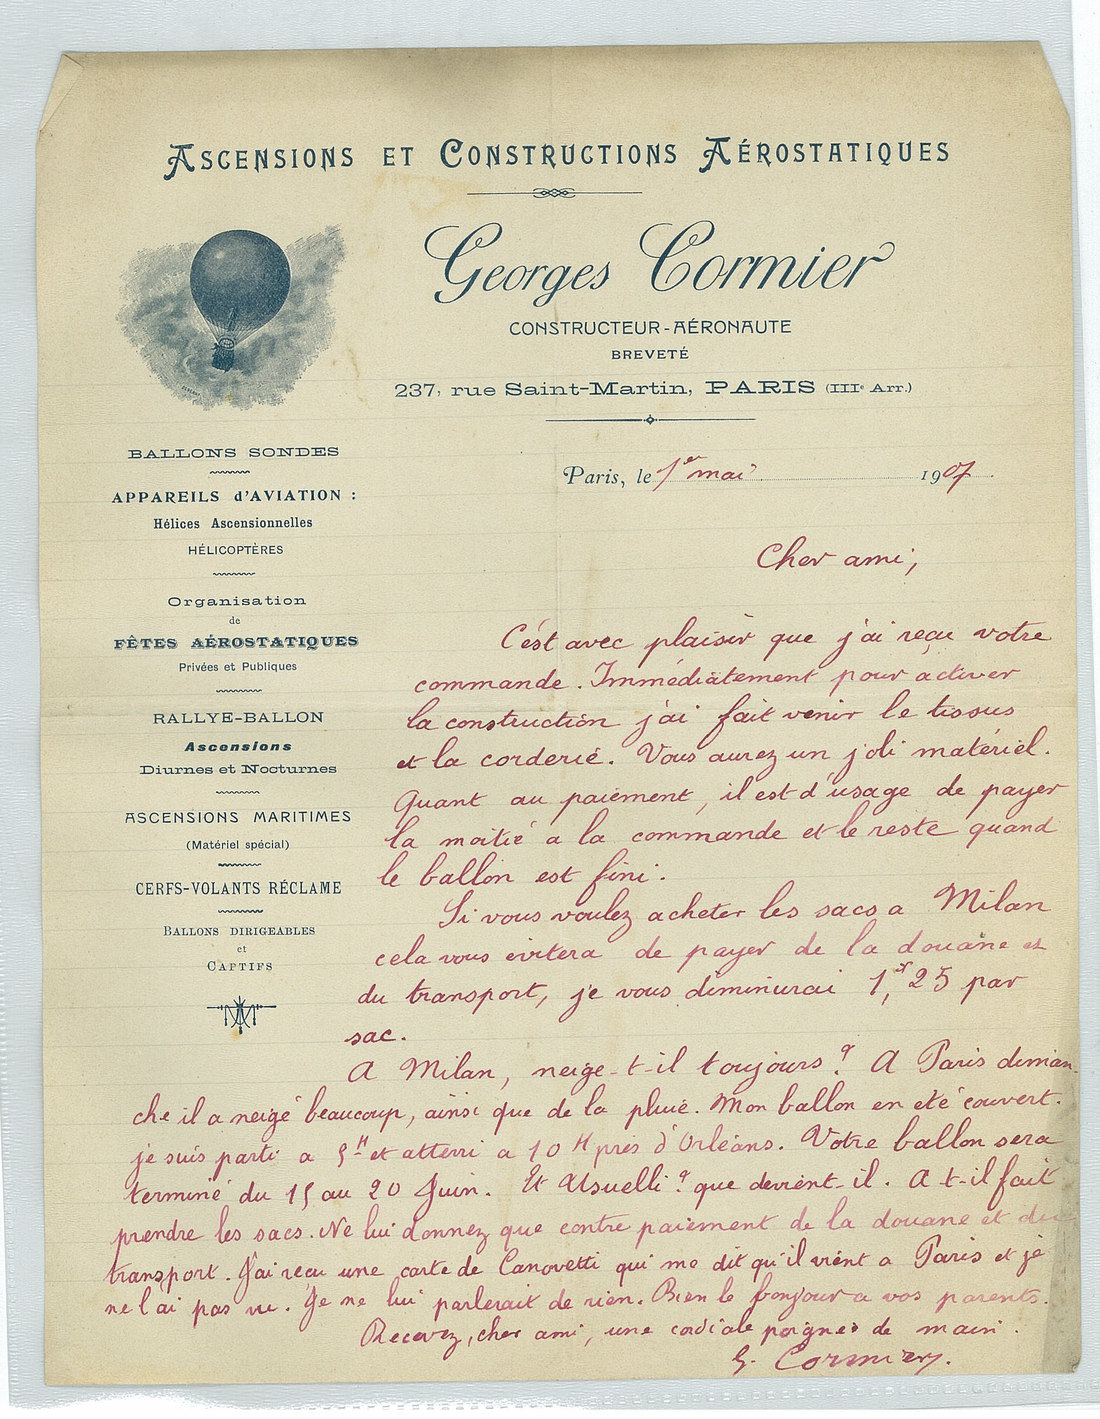 ASCENSIONS ET CONSTRUCTIONS AÉROSTATIQUES
Georges Cormier
CONSTRUCTEUR-AÉRONAUTE
BREVETÉ
237, rue Saint-Martin, PARIS (IIIe Arr.)
BALLONS SONDES
APPAREILS d'AVIATION :
Hélices Ascensionnelles
HÉLICOPTÈRES
Organisation
de
FÊTES AÉROSTATIQUES
Privées et Publiques
RALLYE-BALLON
Ascensions
Diurnes et Nocturnes
ASCENSIONS MARITIMES
(Matériel spécial)
CERFS-VOLANTS RÉCLAME
BALLONS DIRIGEABLES
et
CAPTIFS
Paris, le 1er mai 1907
Cher ami,
C'est avec plaisir que j'ai reçu votre
commande. Immédiatement pour activer
la construction j'ai fait venir le tissus
et la corderie. Vous aurez un joli matériel.
Quant au paiement, il est d'usage de payer
la moitié a la commande et le reste quand
le ballon est fini.
Si vous voulez acheter les sacs a Milan
cela vous evitera de payer de la douane et
du transport, je vous diminurai 1,fr 25 par
sac.
A Milan, neige-t-il toujours? A Paris diman-
che il a neigé beaucoup, ainsi que de la pluie. Mon ballon en eté couvert.
je suis parti a 5H et atterri a 10H près d'Orléans. Votre ballon sera
terminé du 15 au 20 Juin. Et Usuelli? que devient-il. A t-il fait
prendre les sacs. Ne lui donnez que contre paiement de la douane et du
transport. J'ai reçu une carte de Canovetti qui me dit qu'il vient a Paris et je
ne l'ai pas vu. Je ne lui parlerait de rien. Bien le bonjour a vos parents.
Recevez, cher ami, une cordiale poignée de main.
G. Cormier.